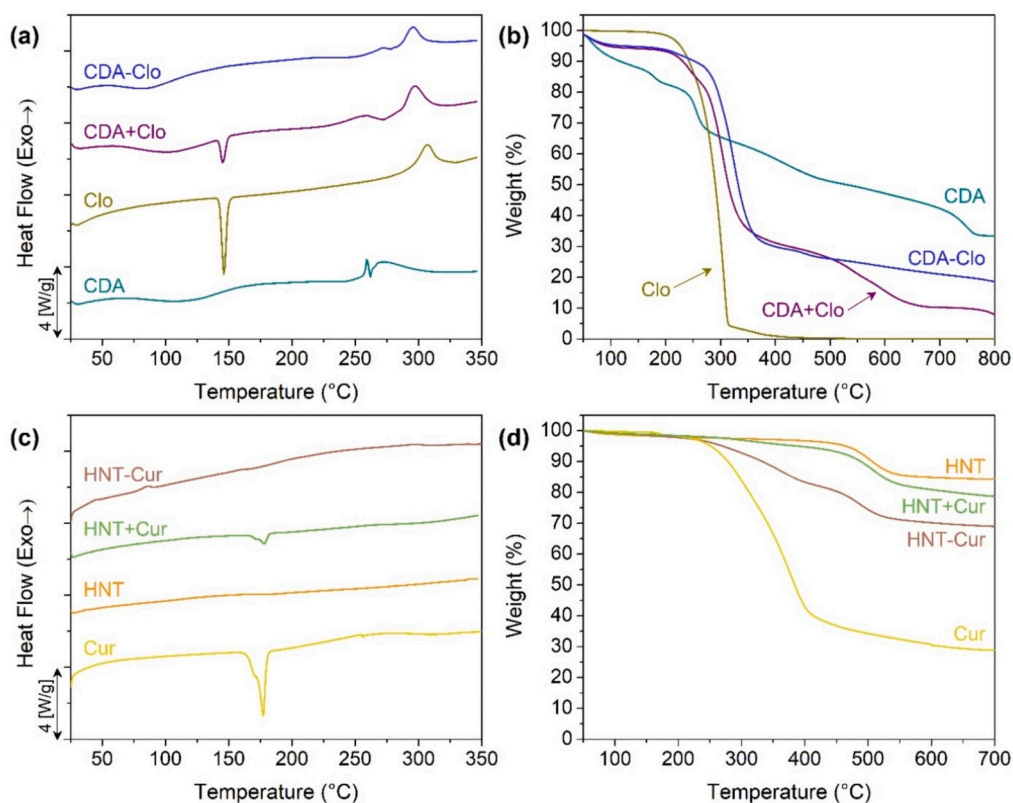 (a)
CDA-Clo
CDA+Clo
Clo
CDA
4 [W/g]
Heat Flow (Exo→)
50 100 150 200 250 300 350
Temperature (°C)
(b)
100
90
80
70
60
50
40
30
20
10
0
Weight (%)
CDA
CDA-Clo
Clo
CDA+Clo
100 200 300 400 500 600 700 800
Temperature (°C)
(c)
HNT-Cur
HNT+Cur
HNT
Cur
4 [W/g]
Heat Flow (Exo→)
50 100 150 200 250 300 350
Temperature (°C)
(d)
100
90
80
70
60
50
40
30
20
10
0
Weight (%)
HNT
HNT+Cur
HNT-Cur
Cur
100 200 300 400 500 600 700
Temperature (°C)